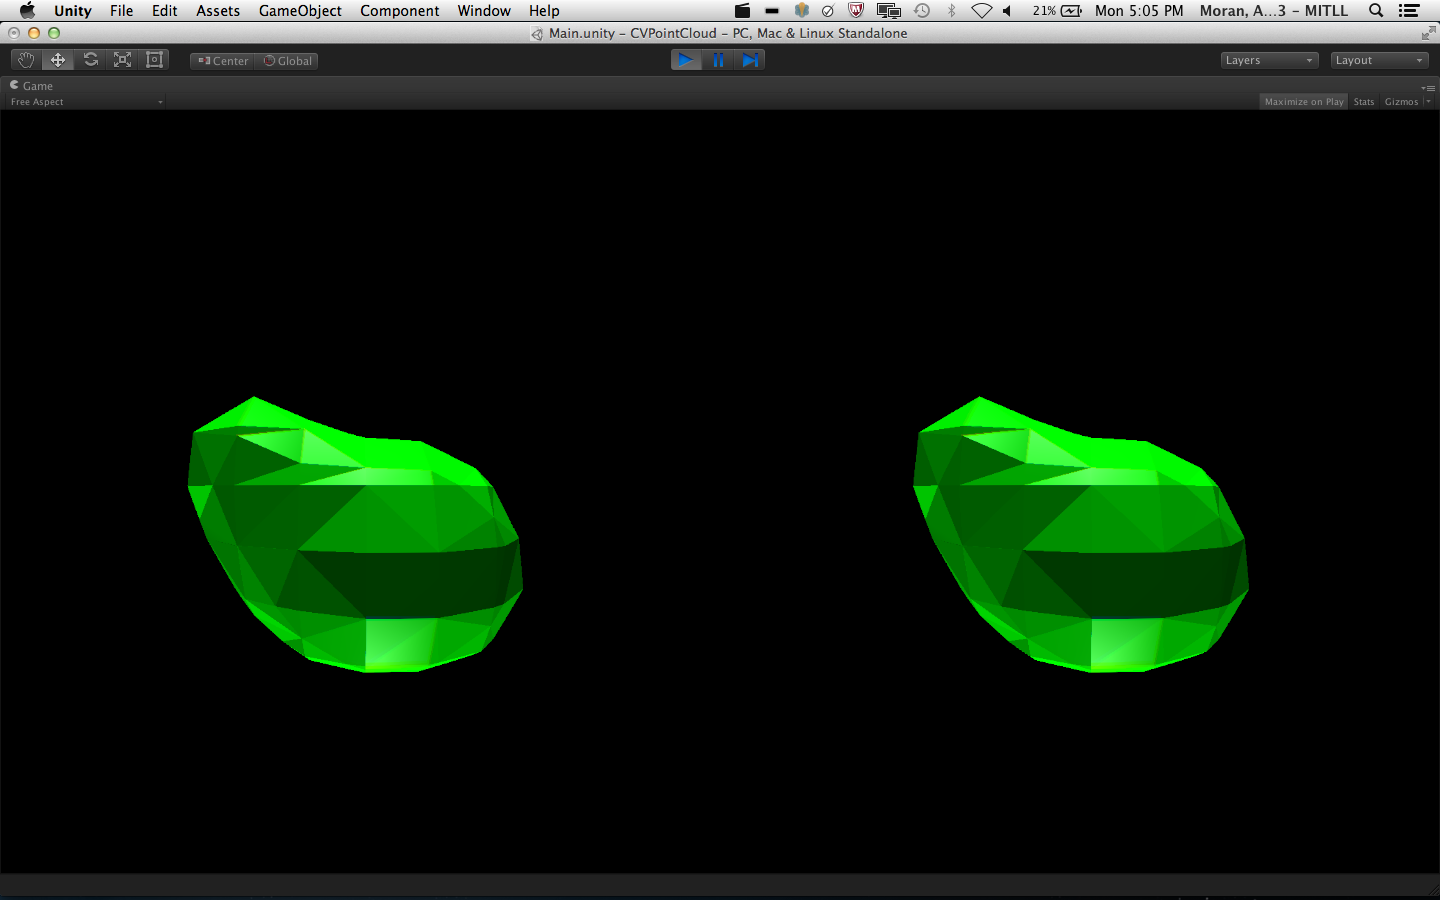 Unity File Edit Assets GameObject Component Window Help 21% Mon 5:05 PM Moran, A...3 – MITLL
Main.unity – CVPointCloud – PC, Mac & Linux Standalone
Center Global Layers Layout
Game
Free Aspect Maximize on Play Stats Gizmos